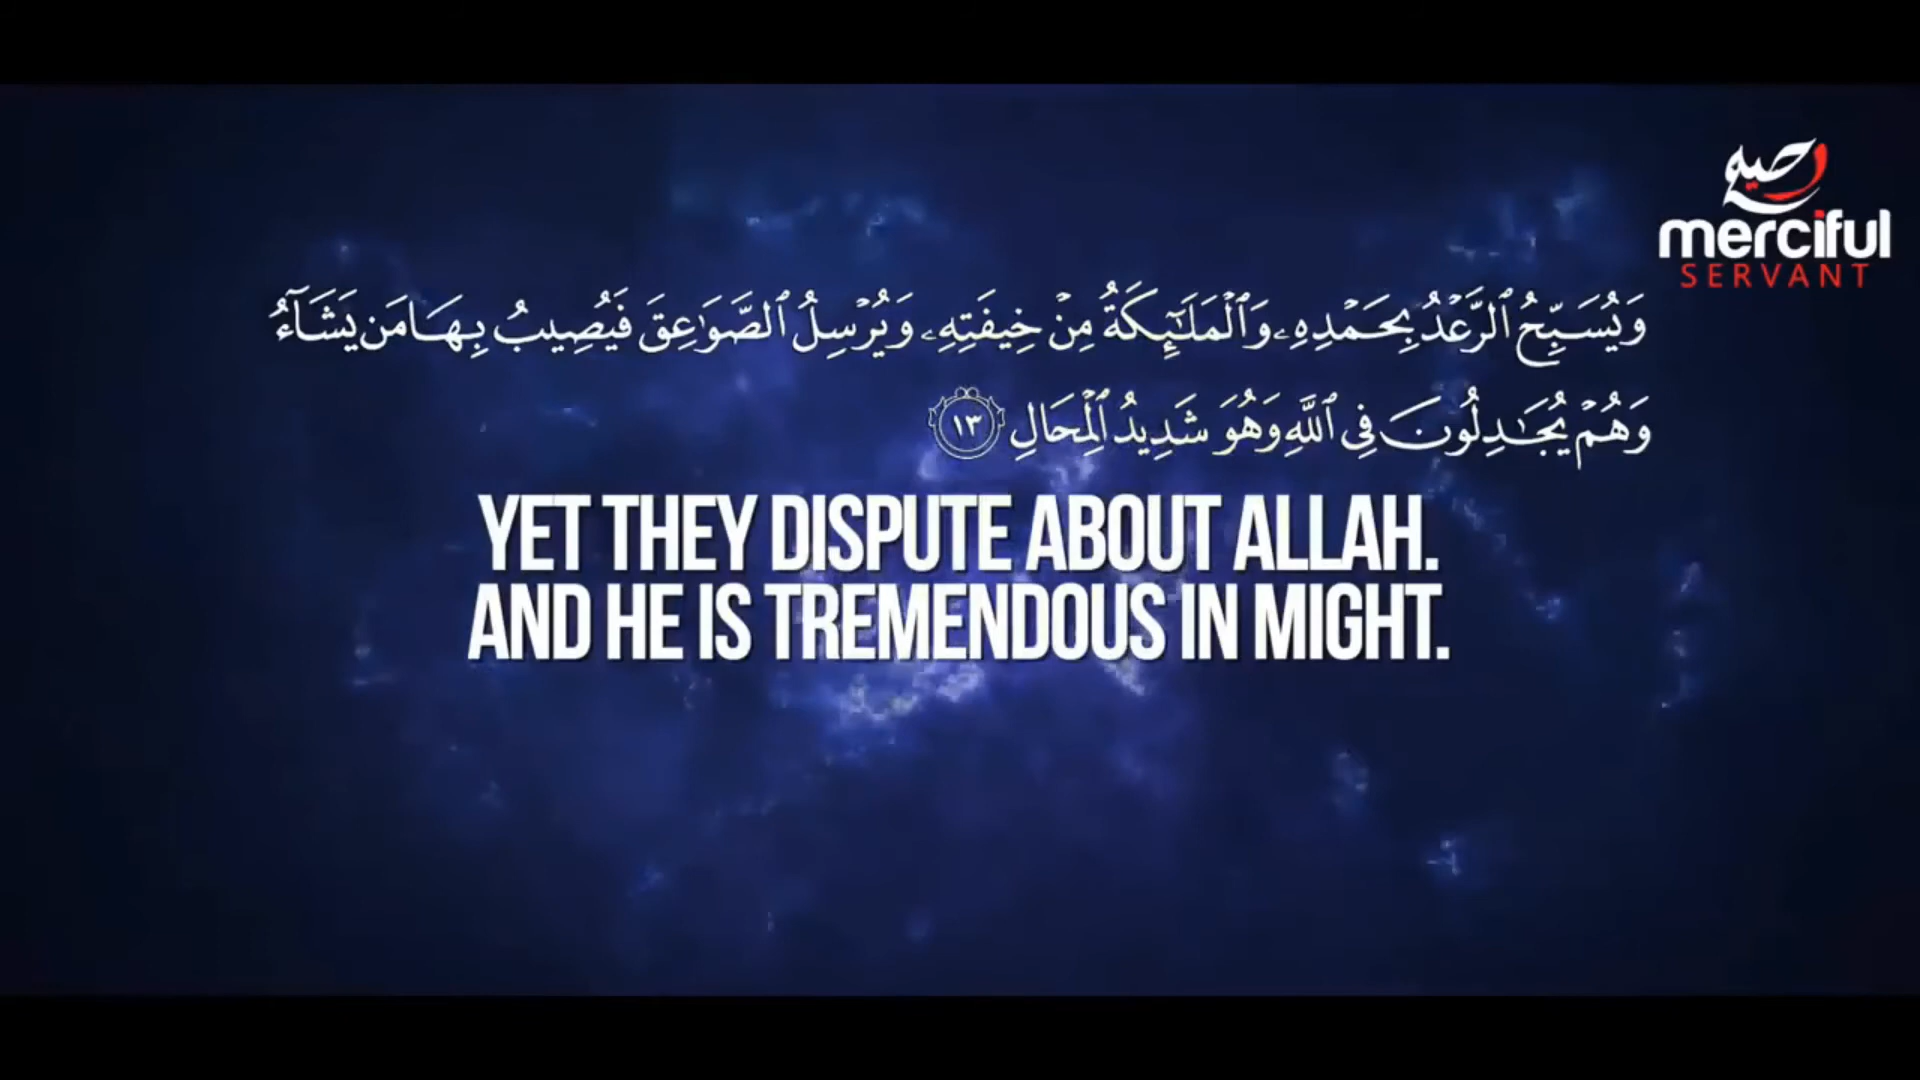 رحيم
merciful
SERVANT
وَيُسَبِّحُ ٱلرَّعْدُ بِحَمْدِهِۦ وَٱلْمَلَـٰٓئِكَةُ مِنْ خِيفَتِهِۦ وَيُرْسِلُ ٱلصَّوَٰعِقَ فَيُصِيبُ بِهَا مَن يَشَآءُ
وَهُمْ يُجَـٰدِلُونَ فِى ٱللَّهِ وَهُوَ شَدِيدُ ٱلْمِحَالِ ١٣
YET THEY DISPUTE ABOUT ALLAH.
AND HE IS TREMENDOUS IN MIGHT.